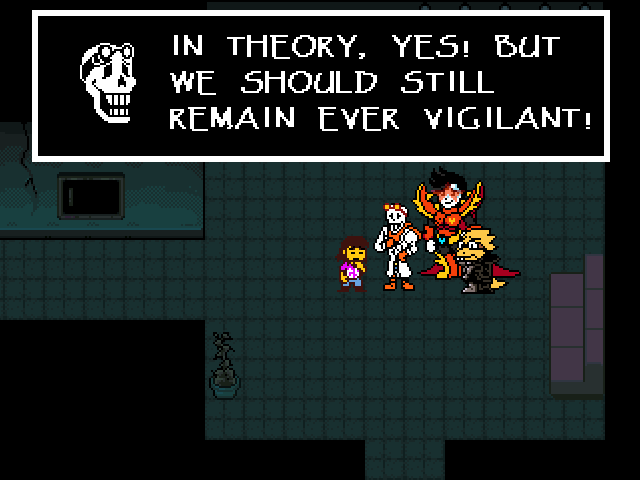 IN THEORY, YES! BUT
WE SHOULD STILL
REMAIN EVER VIGILANT!